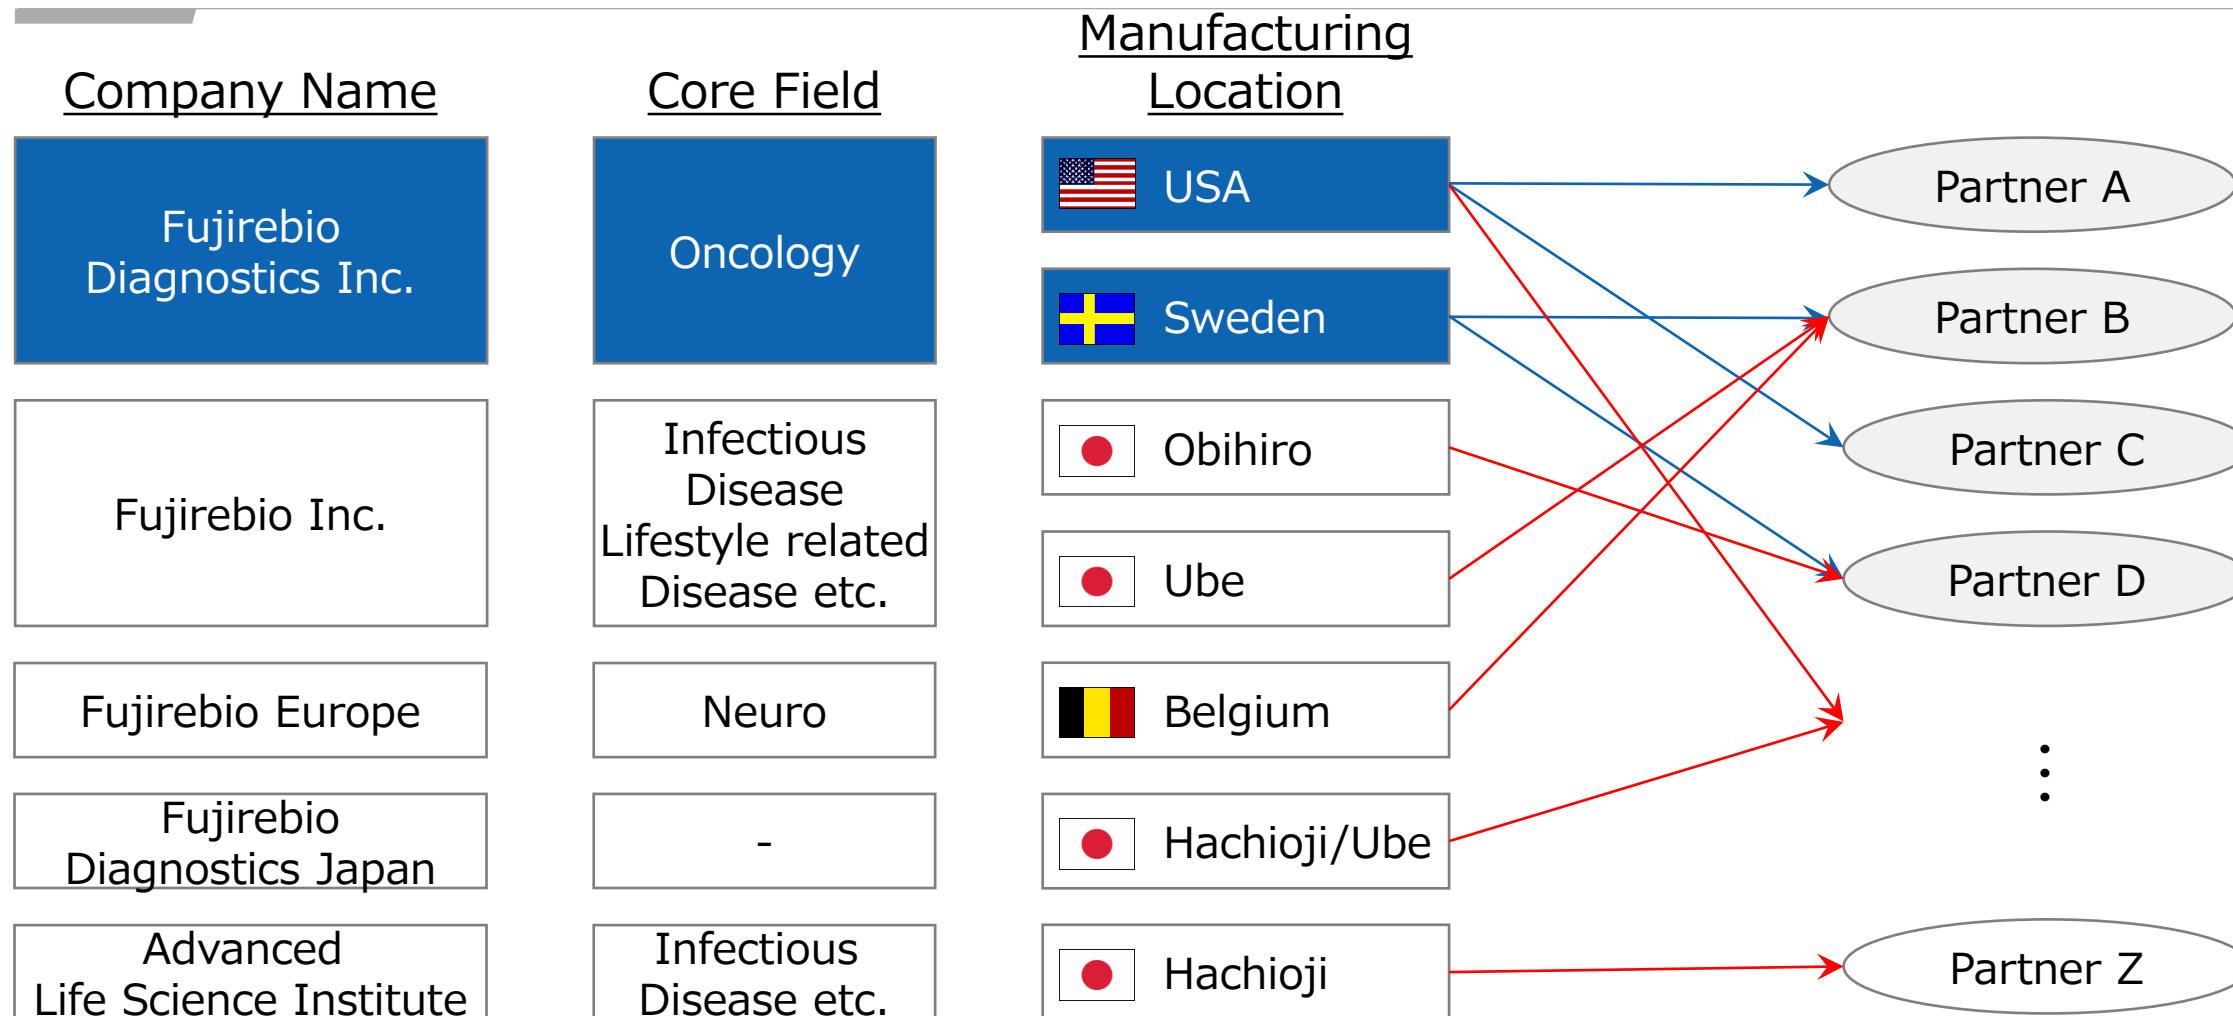 Company Name
Core Field
Manufacturing
Location
Fujirebio
Diagnostics Inc.
Oncology
USA
Sweden
Partner A
Partner B
Fujirebio Inc.
Infectious
Disease
Lifestyle related
Disease etc.
Obihiro
Ube
Partner C
Partner D
Fujirebio Europe
Neuro
Belgium
⋮
Fujirebio
Diagnostics Japan
-
Hachioji/Ube
Advanced
Life Science Institute
Infectious
Disease etc.
Hachioji
Partner Z